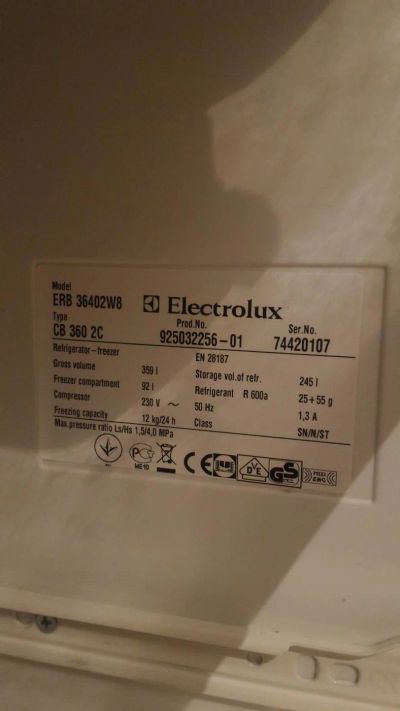 Model
ERB 36402W8
Electrolux
Type
CB 360 2C
Prod.No.
925032256-01
Ser.No.
74420107
Refrigerator-freezer
EN 28187
Gross volume 359 l
Storage vol.of refr. 245 l
Freezer compartment 92 l
Refrigerant R 600a 25+55 g
Compressor 230 V ~ 50 Hz 1,3 A
Freezing capacity 12 kg/24 h
Class SN/N/ST
Max.pressure ratio Ls/Hs 1,5/4,0 MPa
ME10
CE
VDE
GS
EMC